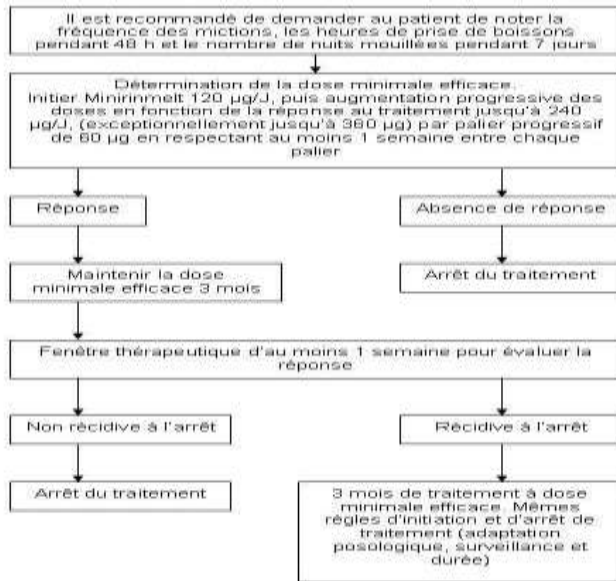 Il est recommandé de demander au patient de noter la
fréquence des mictions, les heures de prise de boissons
pendant 48 h et le nombre de nuits mouillées pendant 7 jours
Détermination de la dose minimale efficace.
Initier Minirinmelt 120 µg/J, puis augmentation progressive des
doses en fonction de la réponse au traitement jusqu'à 240
µg/J, (exceptionnellement jusqu'à 360 µg) par palier progressif
de 60 µg en respectant au moins 1 semaine entre chaque
palier
Réponse
Absence de réponse
Maintenir la dose
minimale efficace 3 mois
Arrêt du traitement
Fenêtre thérapeutique d'au moins 1 semaine pour évaluer la
réponse
Non récidive à l'arrêt
Récidive à l'arrêt
Arrêt du traitement
3 mois de traitement à dose
minimale efficace. Mêmes
règles d'initiation et d'arrêt de
traitement (adaptation
posologique, surveillance et
durée)